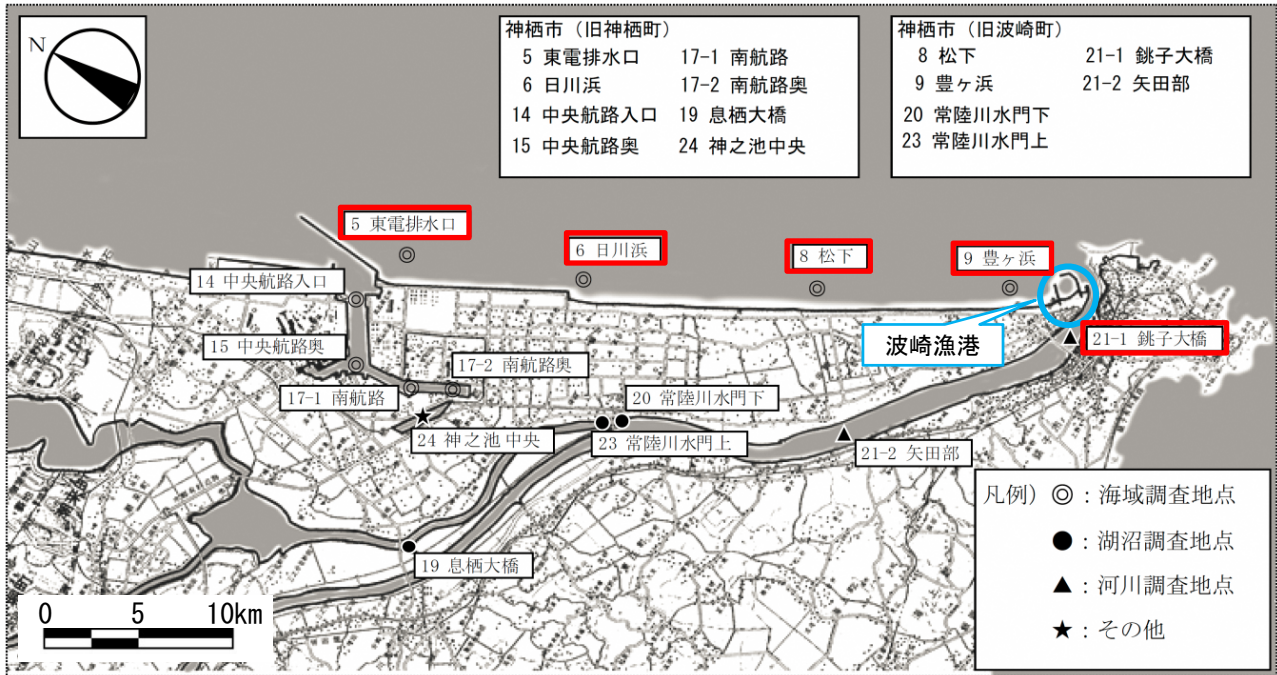 N
神栖市（旧神栖町）
5 東電排水口 17-1 南航路
6 日川浜 17-2 南航路奥
14 中央航路入口 19 息栖大橋
15 中央航路奥 24 神之池中央
神栖市（旧波崎町）
8 松下 21-1 銚子大橋
9 豊ヶ浜 21-2 矢田部
20 常陸川水門下
23 常陸川水門上
5 東電排水口
6 日川浜
8 松下
9 豊ヶ浜
14 中央航路入口
波崎漁港
21-1 銚子大橋
15 中央航路奥
17-2 南航路奥
17-1 南航路
20 常陸川水門下
24 神之池中央
23 常陸川水門上
21-2 矢田部
19 息栖大橋
凡例）◎：海域調査地点
●：湖沼調査地点
▲：河川調査地点
★：その他
0 5 10km